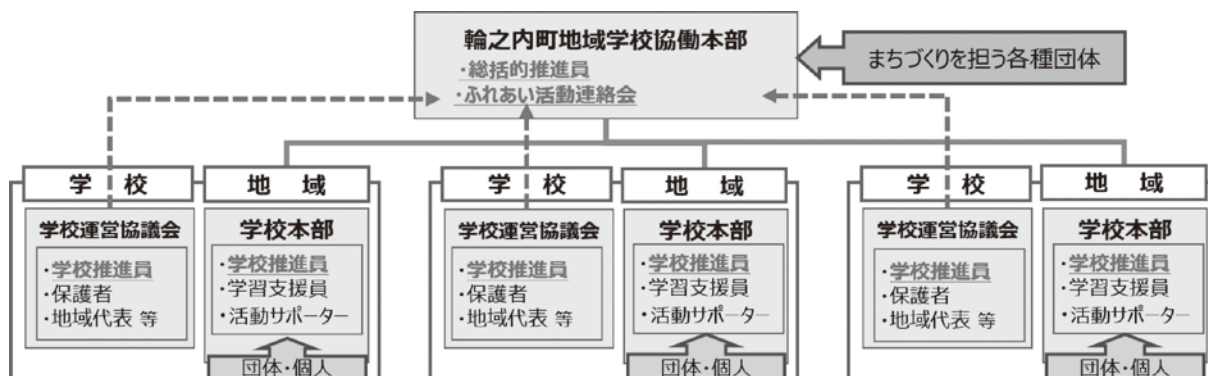 輪之内町地域学校協働本部
・総括的推進員
・ふれあい活動連絡会
まちづくりを担う各種団体
学 校
地 域
学校運営協議会
・学校推進員
・保護者
・地域代表 等
学校本部
・学校推進員
・学習支援員
・活動サポーター
団体・個人
学 校
地 域
学校運営協議会
・学校推進員
・保護者
・地域代表 等
学校本部
・学校推進員
・学習支援員
・活動サポーター
団体・個人
学 校
地 域
学校運営協議会
・学校推進員
・保護者
・地域代表 等
学校本部
・学校推進員
・学習支援員
・活動サポーター
団体・個人